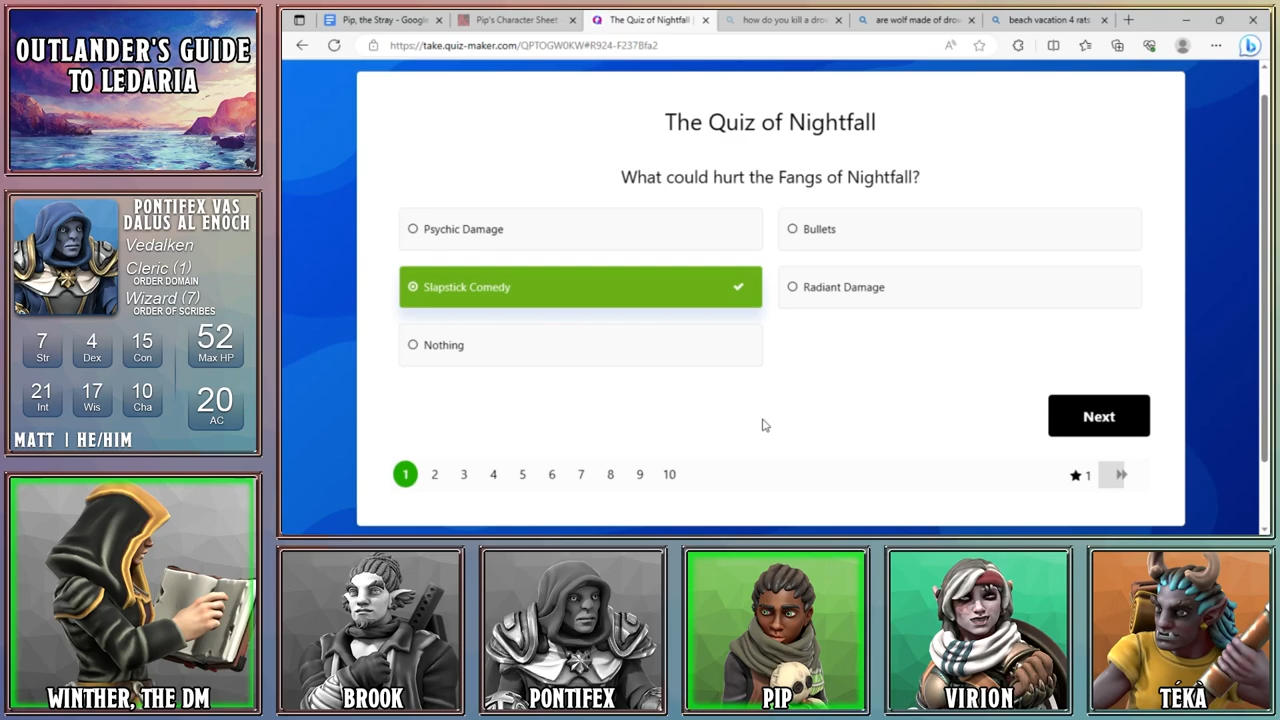 OUTLANDER'S GUIDE
TO LEDARIA
PONTIFEX VAS
DALUS AL ENOCH
Vedalken
Cleric (1)
ORDER DOMAIN
Wizard (7)
ORDER OF SCRIBES
7
Str
4
Dex
15
Con
52
Max HP
21
Int
17
Wis
10
Cha
20
AC
MATT | HE/HIM
WINTHER, THE DM
Pip, the Stray - Google
Pip's Character Sheet
The Quiz of Nightfall
how do you kill a dro
are wolf made of dro
beach vacation 4 rats
https://take.quiz-maker.com/QPTOGW0KW#R924-F237Bfa2
The Quiz of Nightfall
What could hurt the Fangs of Nightfall?
Psychic Damage
Bullets
Slapstick Comedy
Radiant Damage
Nothing
Next
1 2 3 4 5 6 7 8 9 10
1
BROOK
PONTIFEX
PIP
VIRION
TÉKÀ